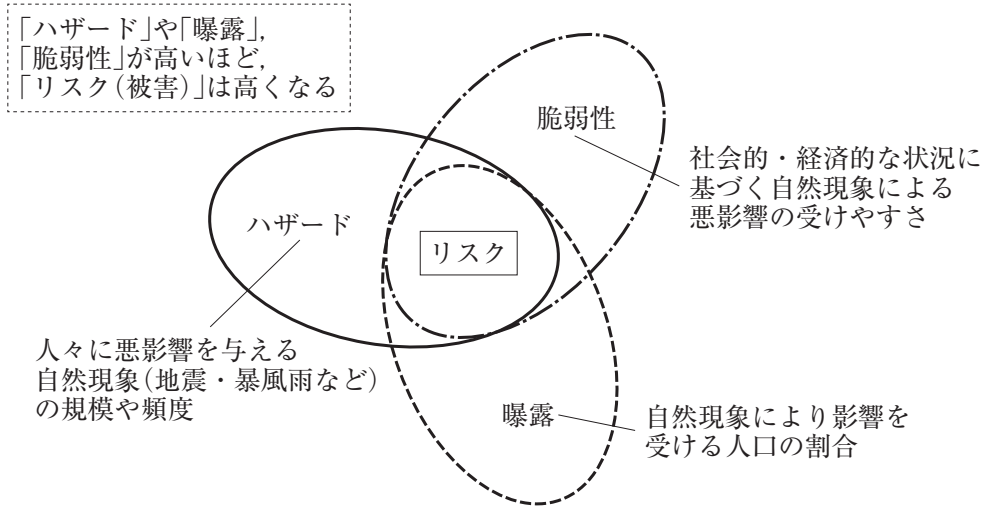 「ハザード」や「曝露」,
「脆弱性」が高いほど,
「リスク(被害)」は高くなる
脆弱性
社会的・経済的な状況に
基づく自然現象による
悪影響の受けやすさ
ハザード
リスク
人々に悪影響を与える
自然現象(地震・暴風雨など)
の規模や頻度
曝露
自然現象により影響を
受ける人口の割合